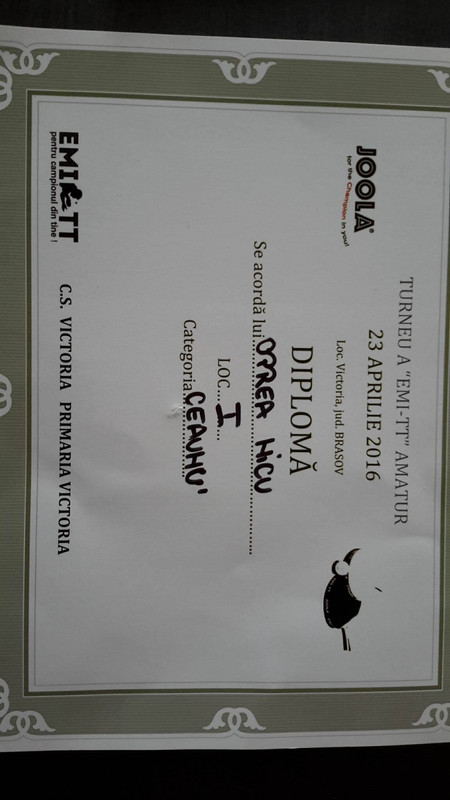 JOOLA®
for the Champion in you!
TURNEU A "EMI-TT" AMATUR
23 APRILIE 2016
Loc. Victoria, jud. BRASOV
DIPLOMĂ
Se acordă lui OPREA NICU
LOC....I....
Categoria CEAUNU'
EMI TT
pentru campionul din tine !
C.S. VICTORIA PRIMARIA VICTORIA